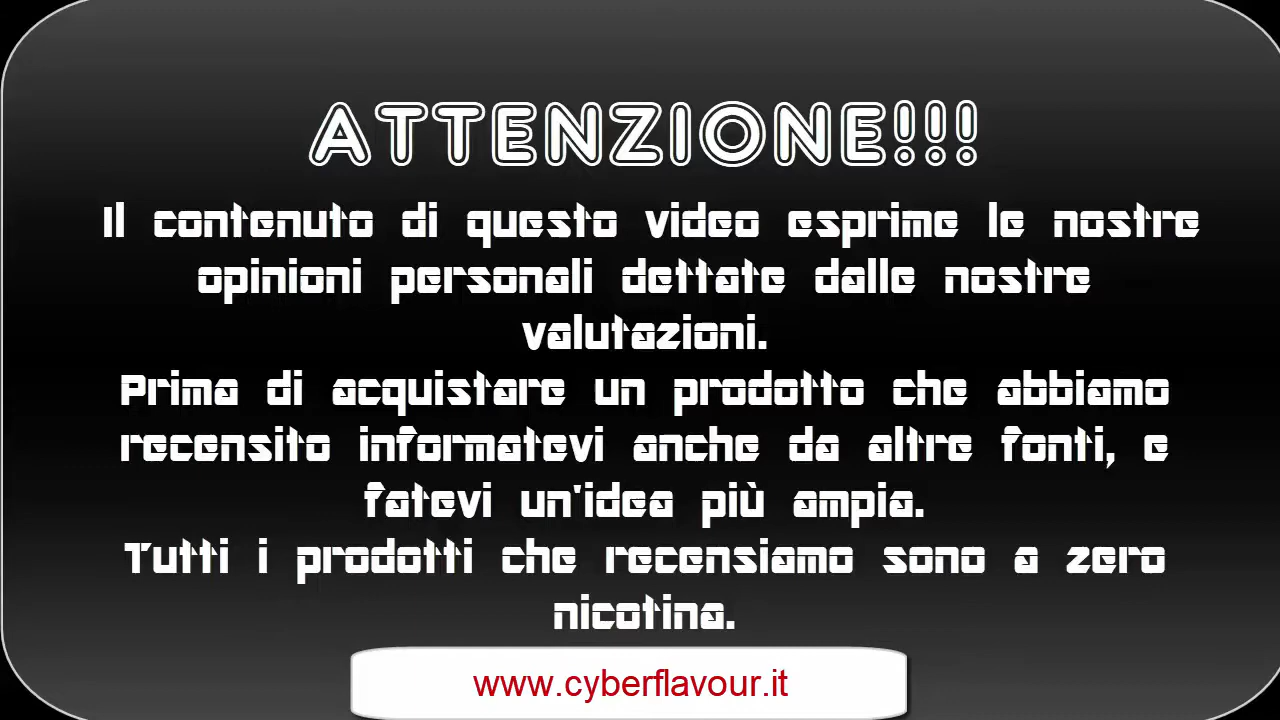 ATTENZIONE!!!
Il contenuto di questo video esprime le nostre
opinioni personali dettate dalle nostre
valutazioni.
Prima di acquistare un prodotto che abbiamo
recensito informatevi anche da altre fonti, e
fatevi un'idea più ampia.
Tutti i prodotti che recensiamo sono a zero
nicotina.
www.cyberflavour.it